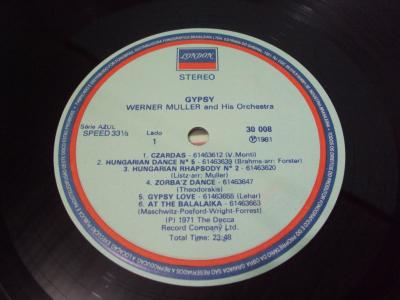 LONDON
STEREO
GYPSY
WERNER MULLER and His Orchestra
Série AZUL
SPEED 33⅓
Lado
1
30 008
Ⓟ1981
1. CZARDAS - 61463612 (V.Monti)
2. HUNGARIAN DANCE Nº 5 - 61463639 (Brahms-arr: Forster)
3. HUNGARIAN RHAPSODY Nº 2 - 61463620
(Listz-arr: Muller)
4. ZORBA'Z DANCE - 61463647
(Theodorakis)
5. GYPSY LOVE - 61463655 (Lehar)
6. AT THE BALALAIKA - 61463663
(Maschwitz-Posford-Wright-Forrest)
(P) 1971 The Decca
Record Company Ltd.
Total Time: 23:48